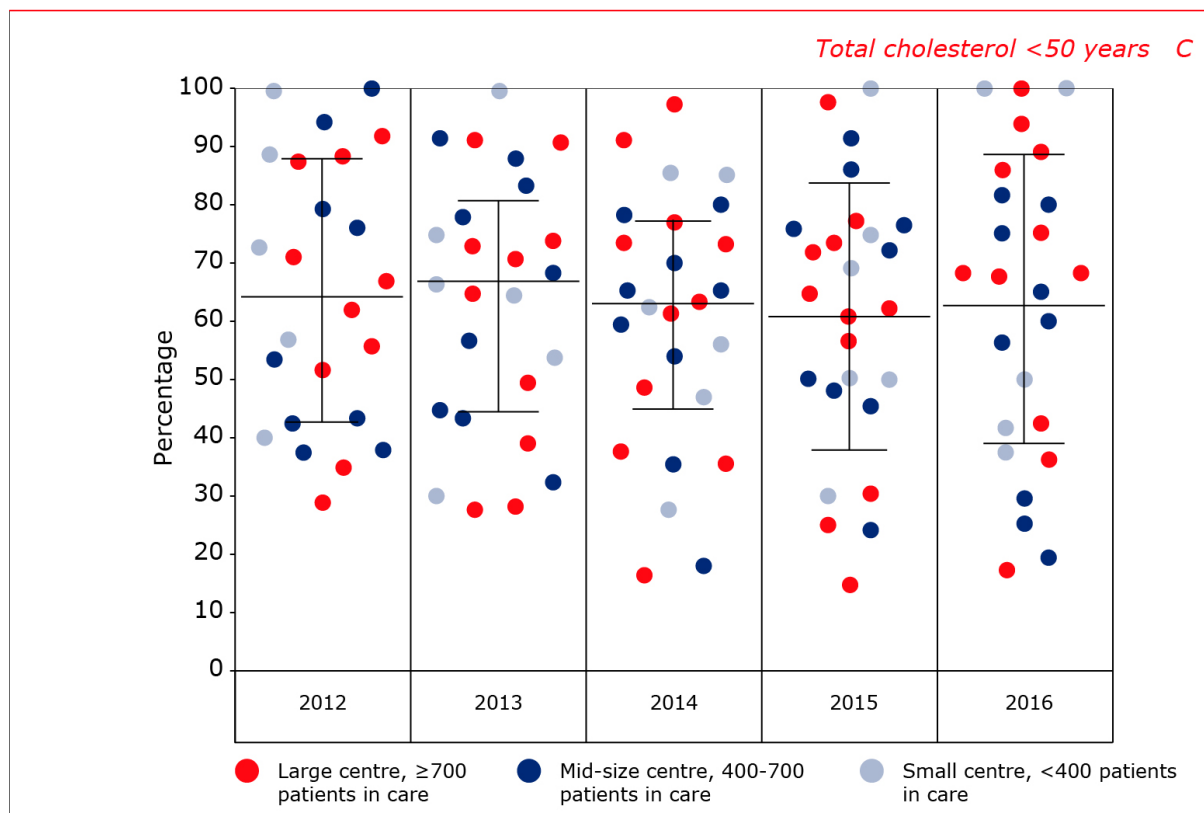 Total cholesterol <50 years C
Percentage
100
90
80
70
60
50
40
30
20
10
0
2012 2013 2014 2015 2016
Large centre, ≥700
patients in care
Mid-size centre, 400-700
patients in care
Small centre, <400 patients
in care